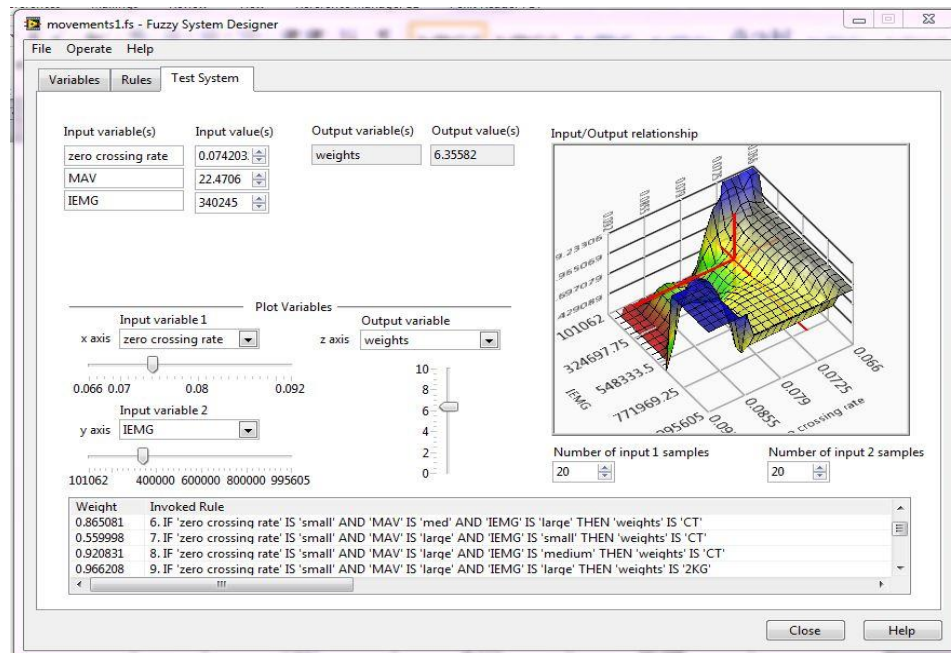 movements1.fs - Fuzzy System Designer
File Operate Help
Variables Rules Test System
Input variable(s) Input value(s) Output variable(s) Output value(s) Input/Output relationship
zero crossing rate 0.074203 weights 6.35582
MAV 22.4706
IEMG 340245
Plot Variables
Input variable 1 Output variable
x axis zero crossing rate z axis weights
0.066 0.07 0.08 0.092
Input variable 2
y axis IEMG
101062 400000 600000 800000 995605
10
8
6
4
2
0
9.23306
.965069
.697079
429089
101062
324697.75
548333.5
771969.25
995605
IEMG
0.0855
0.079
0.0725
0.066
crossing rate
Number of input 1 samples Number of input 2 samples
20 20
Weight Invoked Rule
0.865081 6. IF 'zero crossing rate' IS 'small' AND 'MAV' IS 'med' AND 'IEMG' IS 'large' THEN 'weights' IS 'CT'
0.559998 7. IF 'zero crossing rate' IS 'small' AND 'MAV' IS 'large' AND 'IEMG' IS 'small' THEN 'weights' IS 'CT'
0.920831 8. IF 'zero crossing rate' IS 'small' AND 'MAV' IS 'large' AND 'IEMG' IS 'medium' THEN 'weights' IS 'CT'
0.966208 9. IF 'zero crossing rate' IS 'small' AND 'MAV' IS 'large' AND 'IEMG' IS 'large' THEN 'weights' IS '2KG'
Close Help